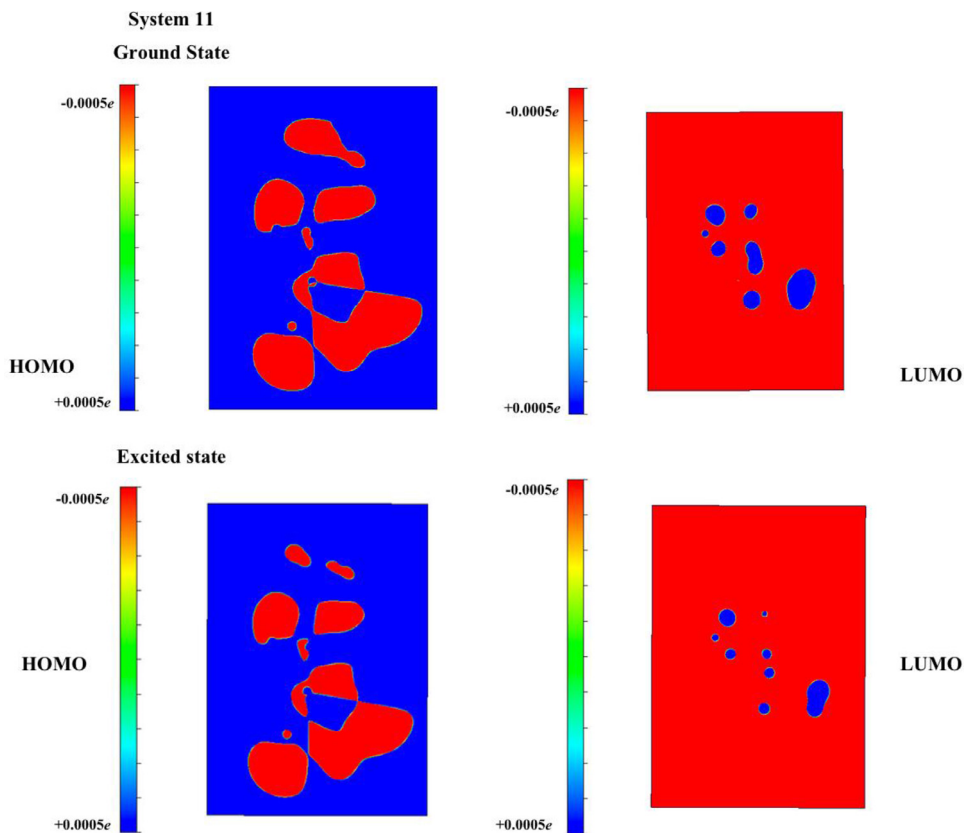 System 11
Ground State
-0.0005e
-0.0005e
HOMO
LUMO
+0.0005e
+0.0005e
Excited state
-0.0005e
-0.0005e
HOMO
LUMO
+0.0005e
+0.0005e